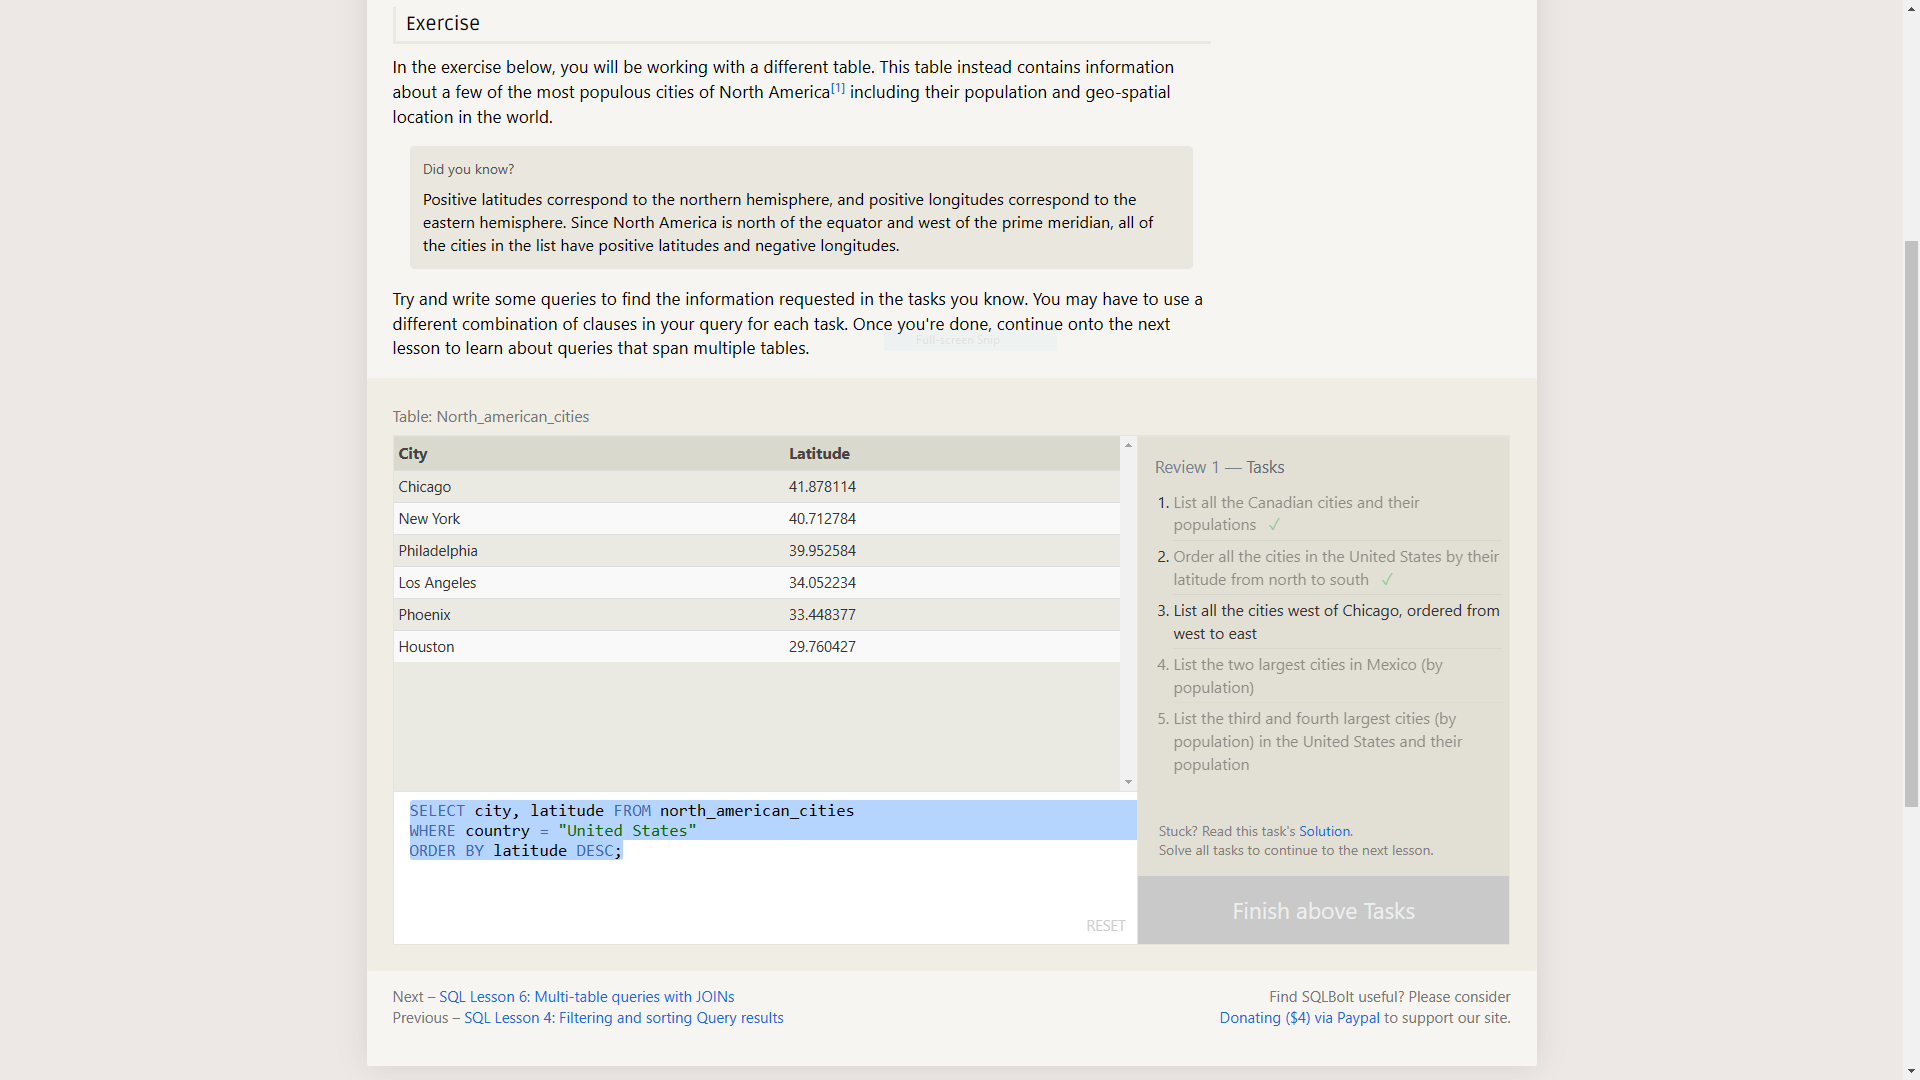 Exercise
In the exercise below, you will be working with a different table. This table instead contains information
about a few of the most populous cities of North America[1] including their population and geo-spatial
location in the world.
Did you know?
Positive latitudes correspond to the northern hemisphere, and positive longitudes correspond to the
eastern hemisphere. Since North America is north of the equator and west of the prime meridian, all of
the cities in the list have positive latitudes and negative longitudes.
Try and write some queries to find the information requested in the tasks you know. You may have to use a
different combination of clauses in your query for each task. Once you're done, continue onto the next
lesson to learn about queries that span multiple tables.
Full-screen Snip
Table: North_american_cities
City Latitude
Chicago 41.878114
New York 40.712784
Philadelphia 39.952584
Los Angeles 34.052234
Phoenix 33.448377
Houston 29.760427
SELECT city, latitude FROM north_american_cities
WHERE country = "United States"
ORDER BY latitude DESC;
RESET
Review 1 — Tasks
1. List all the Canadian cities and their
populations ✓
2. Order all the cities in the United States by their
latitude from north to south ✓
3. List all the cities west of Chicago, ordered from
west to east
4. List the two largest cities in Mexico (by
population)
5. List the third and fourth largest cities (by
population) in the United States and their
population
Stuck? Read this task's Solution.
Solve all tasks to continue to the next lesson.
Finish above Tasks
Next – SQL Lesson 6: Multi-table queries with JOINs
Previous – SQL Lesson 4: Filtering and sorting Query results
Find SQLBolt useful? Please consider
Donating ($4) via Paypal to support our site.